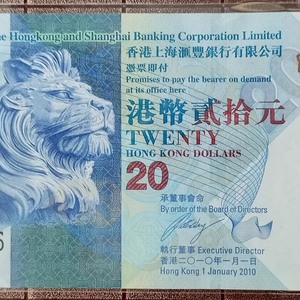 The Hongkong and Shanghai Banking Corporation Limited
香港上海滙豐銀行有限公司
憑票即付
Promises to pay the bearer on demand
at its office here
港幣貳拾元
TWENTY
HONG KONG DOLLARS
20
承董事會命
By order of the Board of Directors
執行董事 Executive Director
香港二〇一〇年一月一日
Hong Kong 1 January 2010